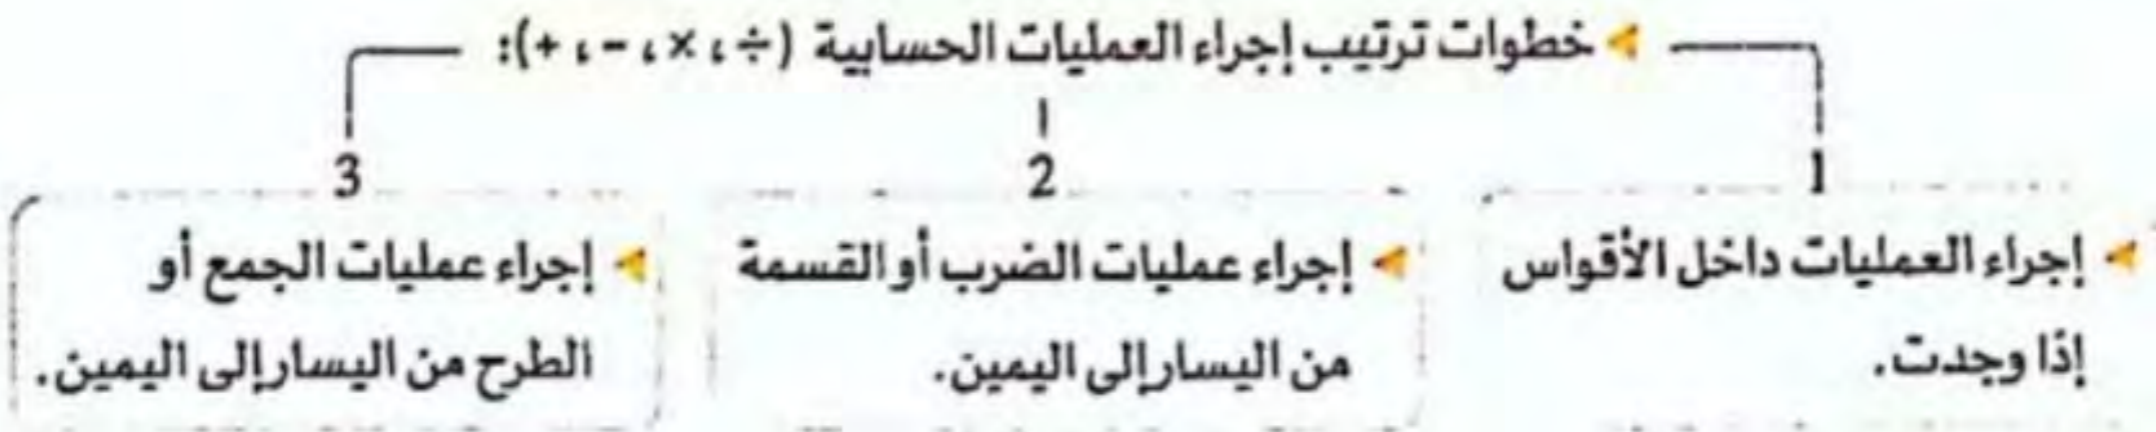 خطوات ترتيب إجراء العمليات الحسابية (÷ ، × ، - ، +):
1
إجراء العمليات داخل الأقواس
إذا وجدت.
2
إجراء عمليات الضرب أو القسمة
من اليسار إلى اليمين.
3
إجراء عمليات الجمع أو
الطرح من اليسار إلى اليمين.